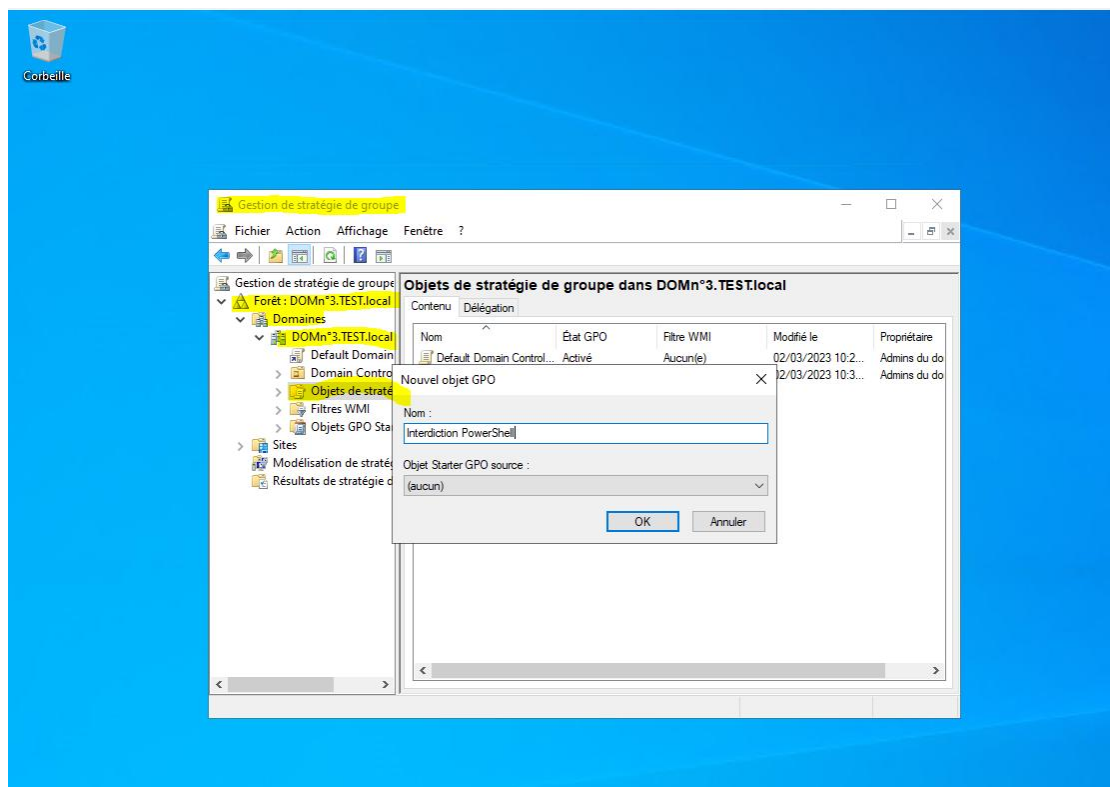 Corbeille
Gestion de stratégie de groupe
Fichier Action Affichage Fenêtre ?
Gestion de stratégie de groupe
Forêt : DOMn°3.TEST.local
Domaines
DOMn°3.TEST.local
Default Domain
Domain Contro
Objets de straté
Filtres WMI
Objets GPO Sta
Sites
Modélisation de straté
Résultats de stratégie d
Objets de stratégie de groupe dans DOMn°3.TEST.local
Contenu Délégation
Nom État GPO Filtre WMI Modifié le Propriétaire
Default Domain Control... Activé Aucun(e) 02/03/2023 10:2... Admins du do
02/03/2023 10:3... Admins du do
Nouvel objet GPO
Nom :
Interdiction PowerShell
Objet Starter GPO source :
(aucun)
OK Annuler